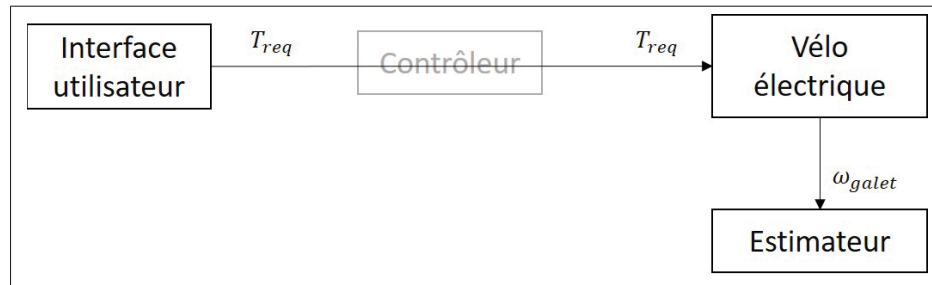 Interface
utilisateur
T_req
Contrôleur
T_req
Vélo
électrique
ω_galet
Estimateur